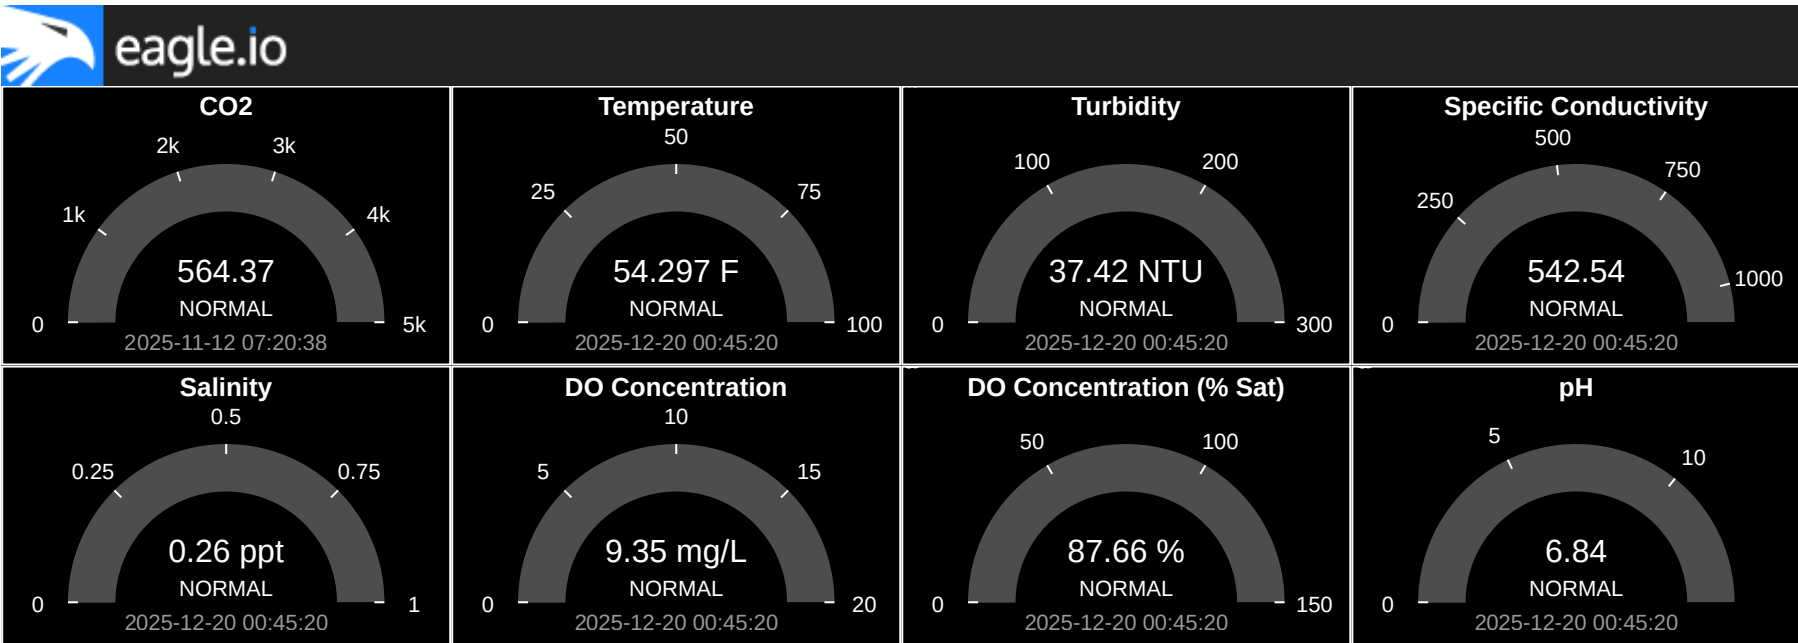 eagle.io
CO2
2k
3k
1k
4k
564.37
NORMAL
0
5k
2025-11-12 07:20:38
Temperature
50
25
75
54.297 F
NORMAL
0
100
2025-12-20 00:45:20
Turbidity
100
200
37.42 NTU
NORMAL
0
300
2025-12-20 00:45:20
Specific Conductivity
500
750
250
542.54
1000
NORMAL
0
2025-12-20 00:45:20
Salinity
0.5
0.25
0.75
0.26 ppt
NORMAL
0
1
2025-12-20 00:45:20
DO Concentration
10
5
15
9.35 mg/L
NORMAL
0
20
2025-12-20 00:45:20
DO Concentration (% Sat)
50
100
87.66 %
NORMAL
0
150
2025-12-20 00:45:20
pH
5
10
6.84
NORMAL
0
2025-12-20 00:45:20